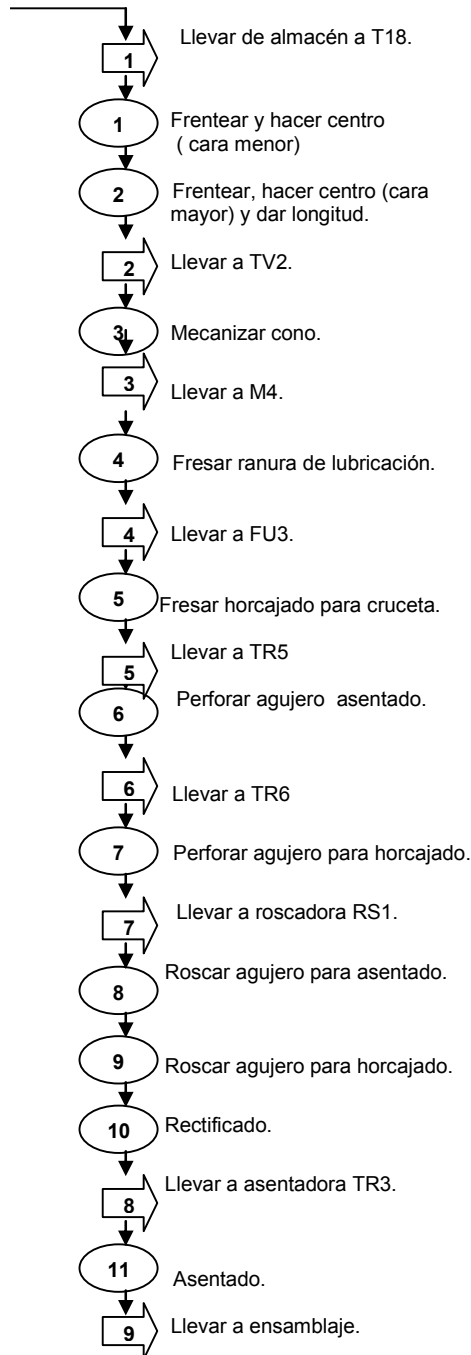 Llevar de almacén a T18.
1
1
Frentear y hacer centro
( cara menor)
2
Frentear, hacer centro (cara
mayor) y dar longitud.
2
Llevar a TV2.
3
Mecanizar cono.
3
Llevar a M4.
4
Fresar ranura de lubricación.
4
Llevar a FU3.
5
Fresar horcajado para cruceta.
Llevar a TR5
5
6
Perforar agujero asentado.
6
Llevar a TR6
7
Perforar agujero para horcajado.
Llevar a roscadora RS1.
7
Roscar agujero para asentado.
8
9
Roscar agujero para horcajado.
10
Rectificado.
Llevar a asentadora TR3.
8
11
Asentado.
9
Llevar a ensamblaje.